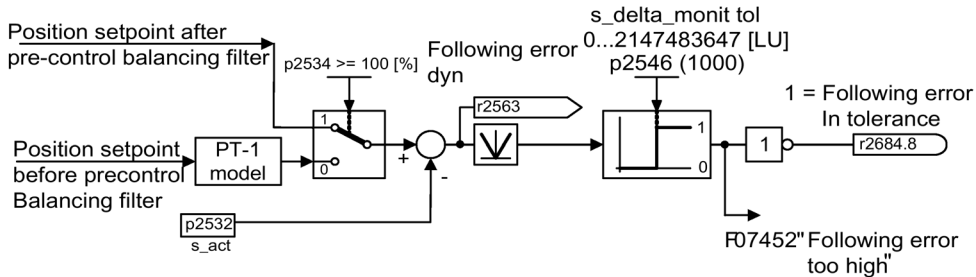 Position setpoint after
pre-control balancing filter
p2534 >= 100 [%]
1
0
Position setpoint
before precontrol
Balancing filter
PT-1
model
p2532
s_act
+
-
Following error
dyn
r2563
s_delta_monit tol
0...2147483647 [LU]
p2546 (1000)
1
0
1
1 = Following error
In tolerance
r2684.8
F07452"Following error
too high"